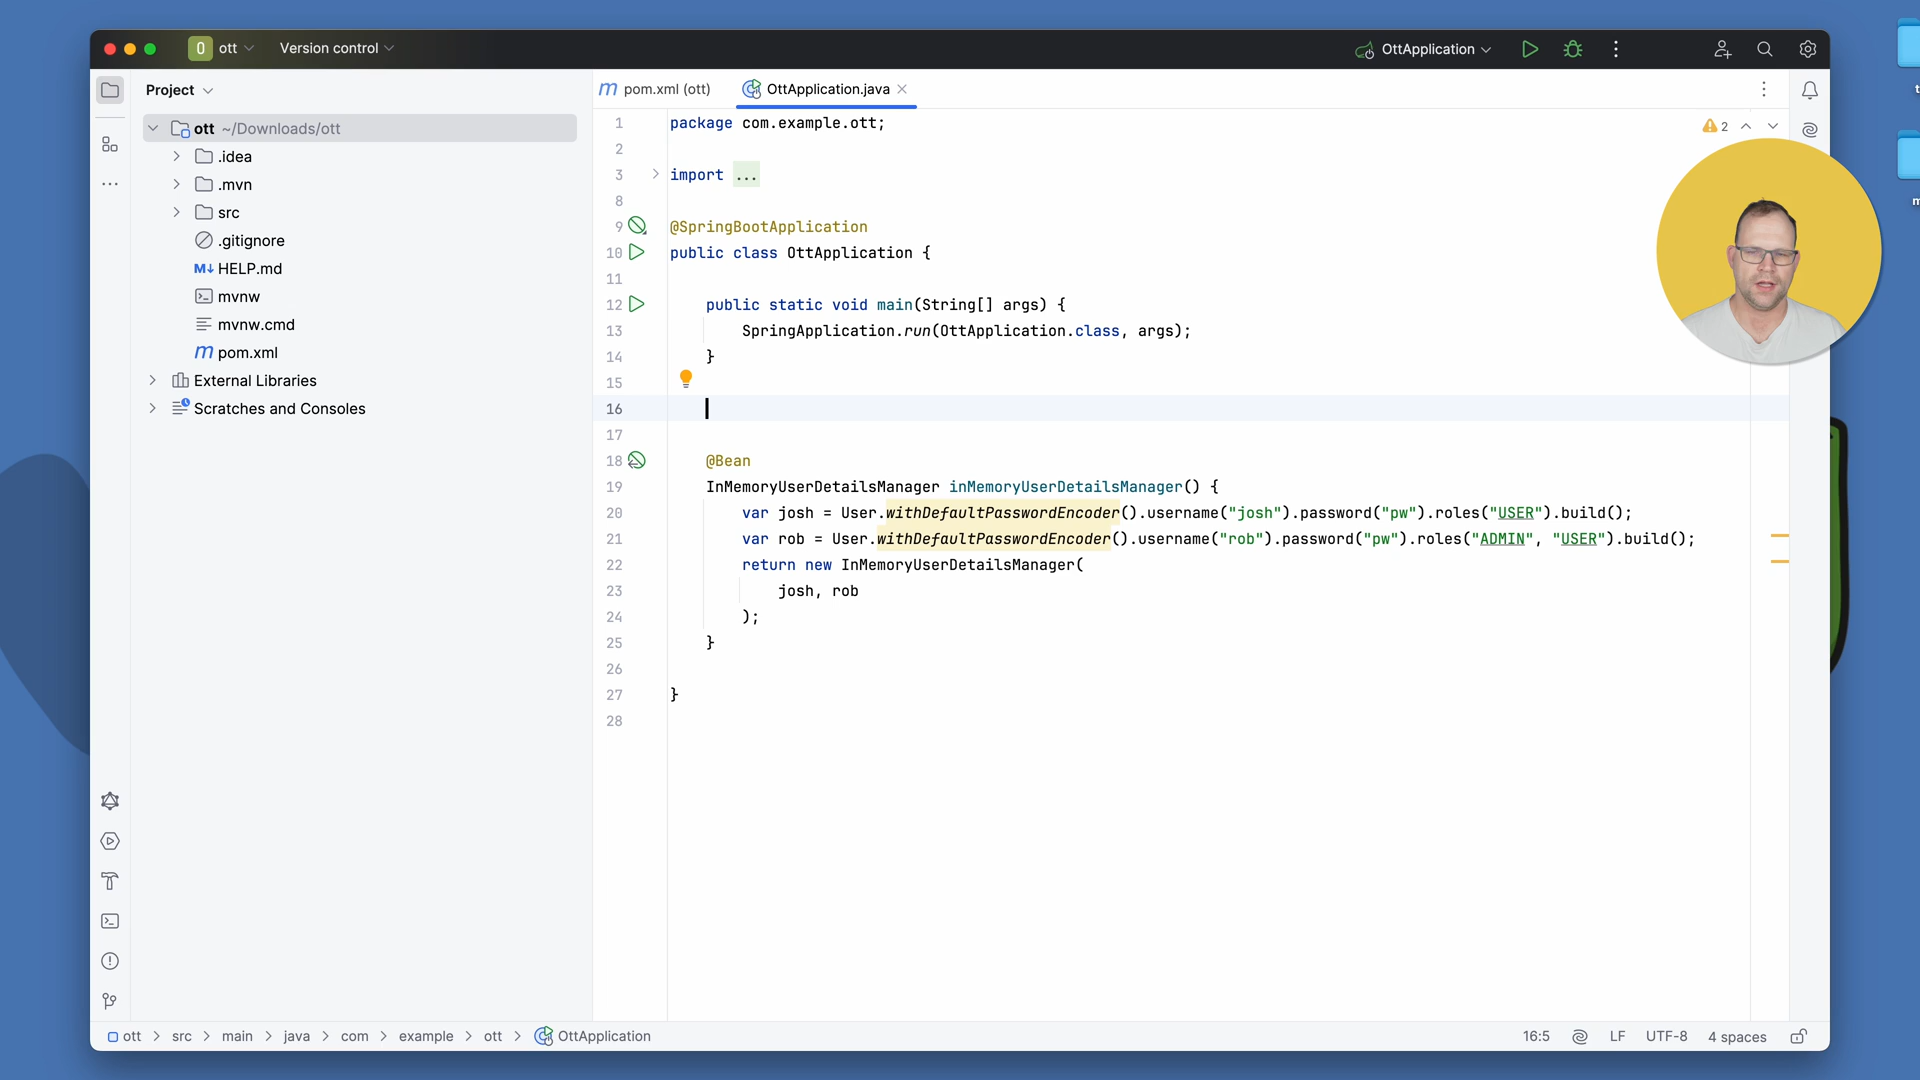 O ott Version control OttApplication
Project
ott ~/Downloads/ott
.idea
.mvn
src
.gitignore
M↓ HELP.md
mvnw
mvnw.cmd
m pom.xml
External Libraries
Scratches and Consoles
m pom.xml (ott) OttApplication.java
2
1 package com.example.ott;
2
3 import ...
8
9 @SpringBootApplication
10 public class OttApplication {
11
12 public static void main(String[] args) {
13 SpringApplication.run(OttApplication.class, args);
14 }
15
16
17
18 @Bean
19 InMemoryUserDetailsManager inMemoryUserDetailsManager() {
20 var josh = User.withDefaultPasswordEncoder().username("josh").password("pw").roles("USER").build();
21 var rob = User.withDefaultPasswordEncoder().username("rob").password("pw").roles("ADMIN", "USER").build();
22 return new InMemoryUserDetailsManager(
23 josh, rob
24 );
25 }
26
27 }
28
ott > src > main > java > com > example > ott > OttApplication
16:5 LF UTF-8 4 spaces